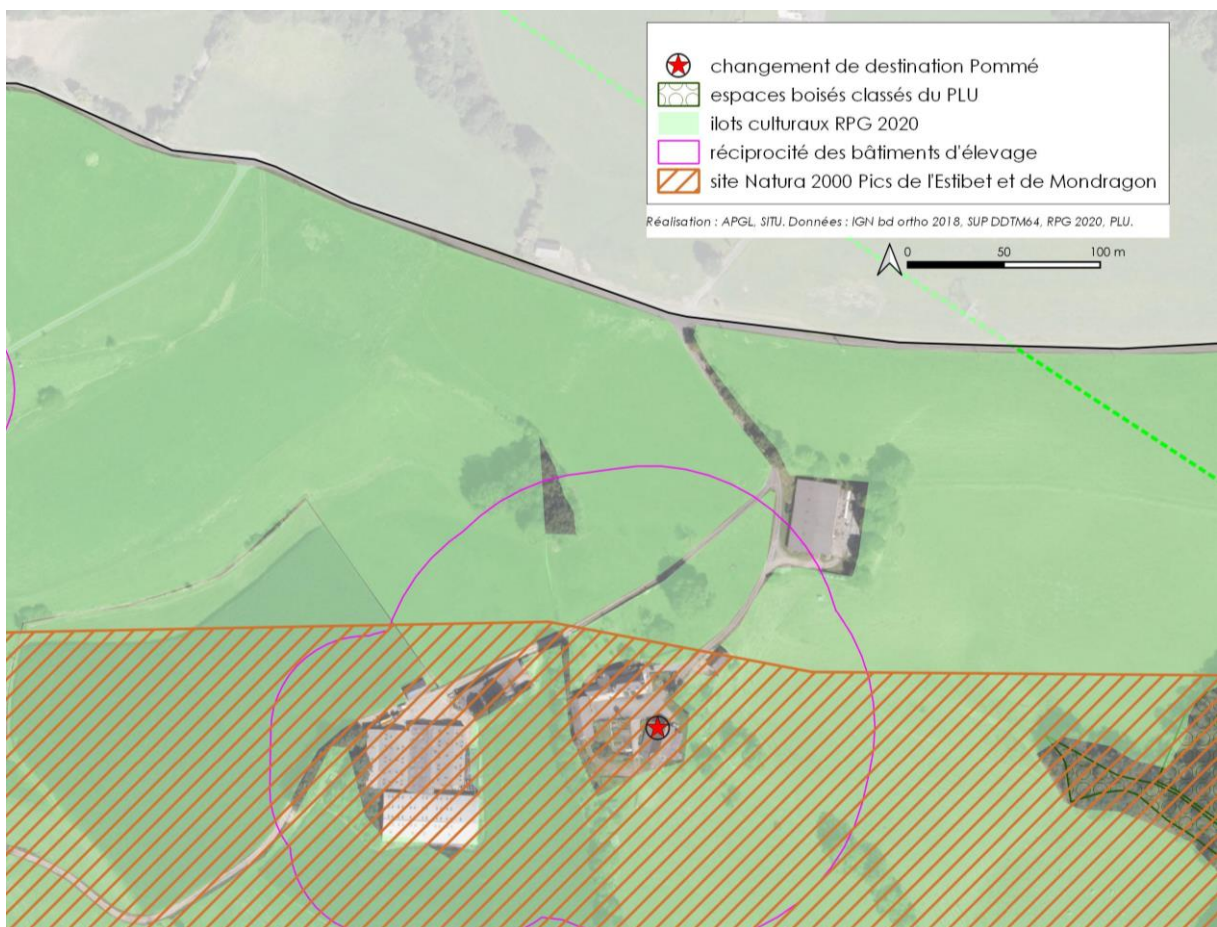 changement de destination Pommé
espaces boisés classés du PLU
ilots culturaux RPG 2020
réciprocité des bâtiments d'élevage
site Natura 2000 Pics de l'Estibet et de Mondragon
Réalisation : APGL, SITU. Données : IGN bd ortho 2018, SUP DDTM64, RPG 2020, PLU.
0 50 100 m